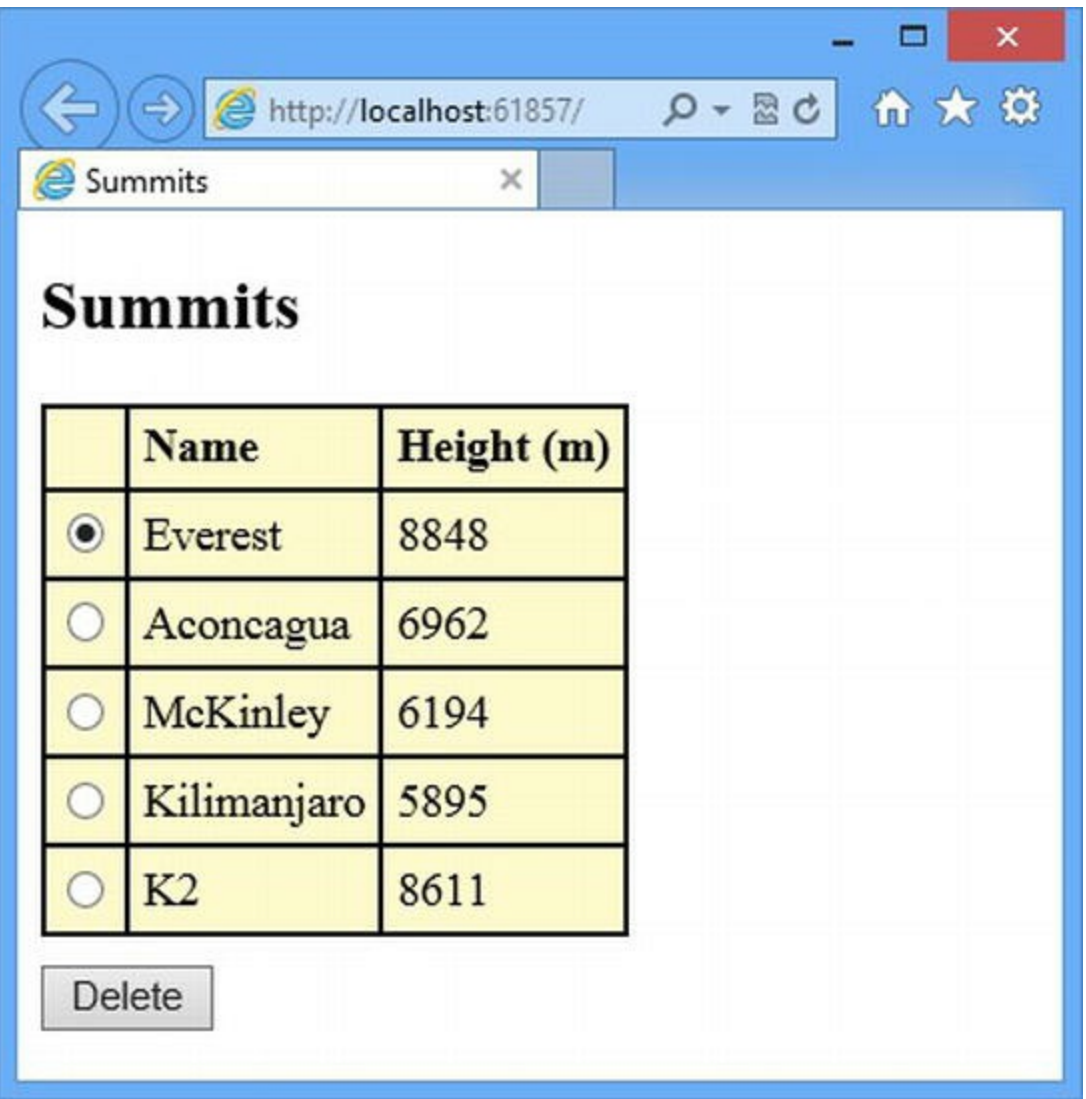 http://localhost:61857/
Summits
Summits
Name Height (m)
Everest 8848
Aconcagua 6962
McKinley 6194
Kilimanjaro 5895
K2 8611
Delete